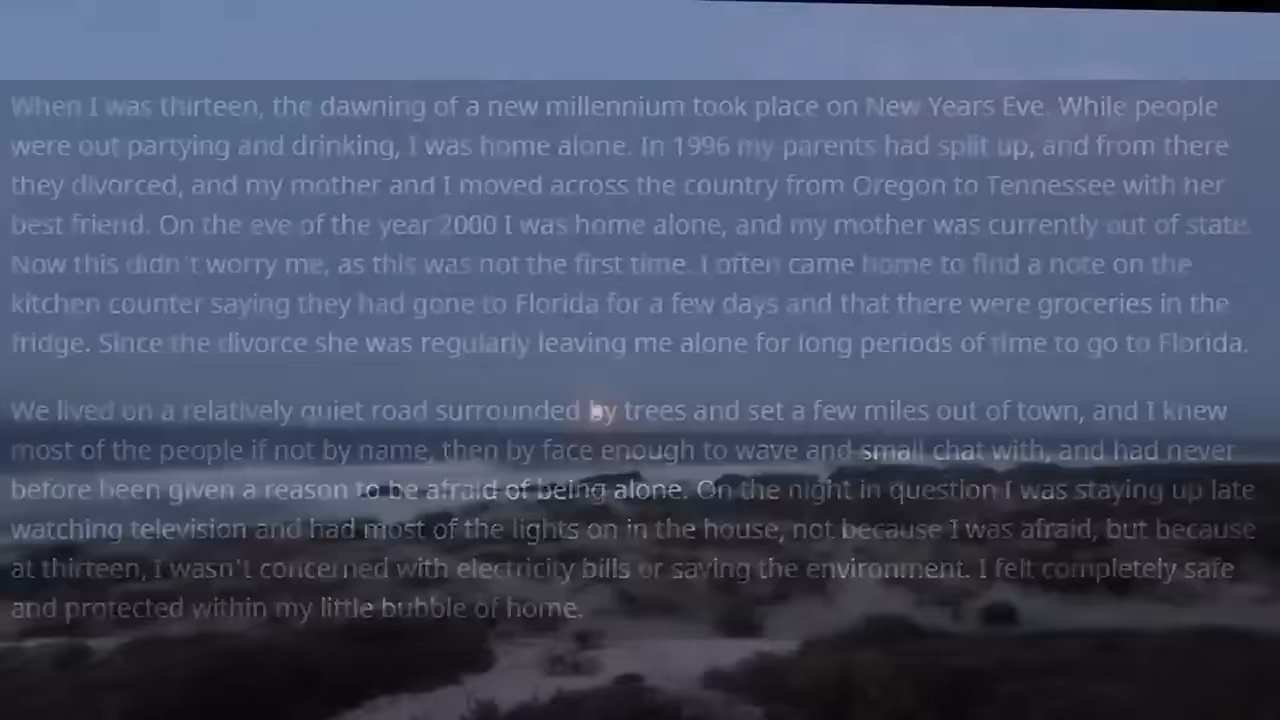 When I was thirteen, the dawning of a new millennium took place on New Years Eve. While people
were out partying and drinking, I was home alone. In 1996 my parents had split up, and from there
they divorced, and my mother and I moved across the country from Oregon to Tennessee with her
best friend. On the eve of the year 2000 I was home alone, and my mother was currently out of state.
Now this didn't worry me, as this was not the first time. I often came home to find a note on the
kitchen counter saying they had gone to Florida for a few days and that there were groceries in the
fridge. Since the divorce she was regularly leaving me alone for long periods of time to go to Florida.
We lived on a relatively quiet road surrounded by trees and set a few miles out of town, and I knew
most of the people if not by name, then by face enough to wave and small chat with, and had never
before been given a reason to be afraid of being alone. On the night in question I was staying up late
watching television and had most of the lights on in the house, not because I was afraid, but because
at thirteen, I wasn't concerned with electricity bills or saving the environment. I felt completely safe
and protected within my little bubble of home.